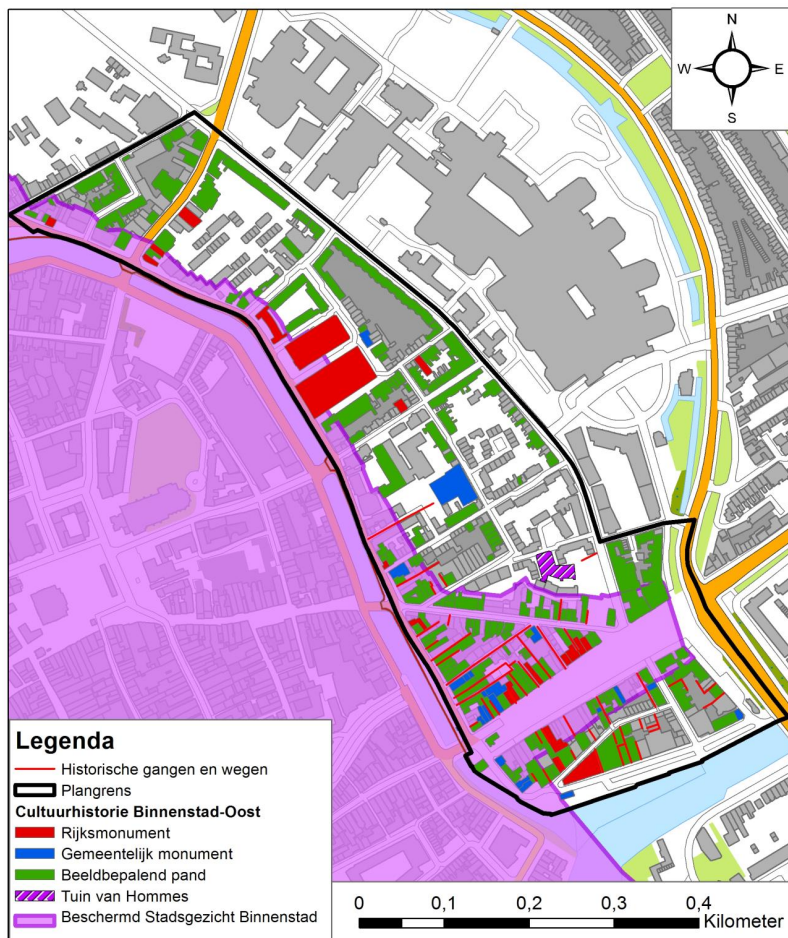 N
W E
S
Legenda
Historische gangen en wegen
Plangrens
Cultuurhistorie Binnenstad-Oost
Rijksmonument
Gemeentelijk monument
Beeldbepalend pand
Tuin van Hommes
Beschermd Stadsgezicht Binnenstad
0 0,1 0,2 0,3 0,4
Kilometer